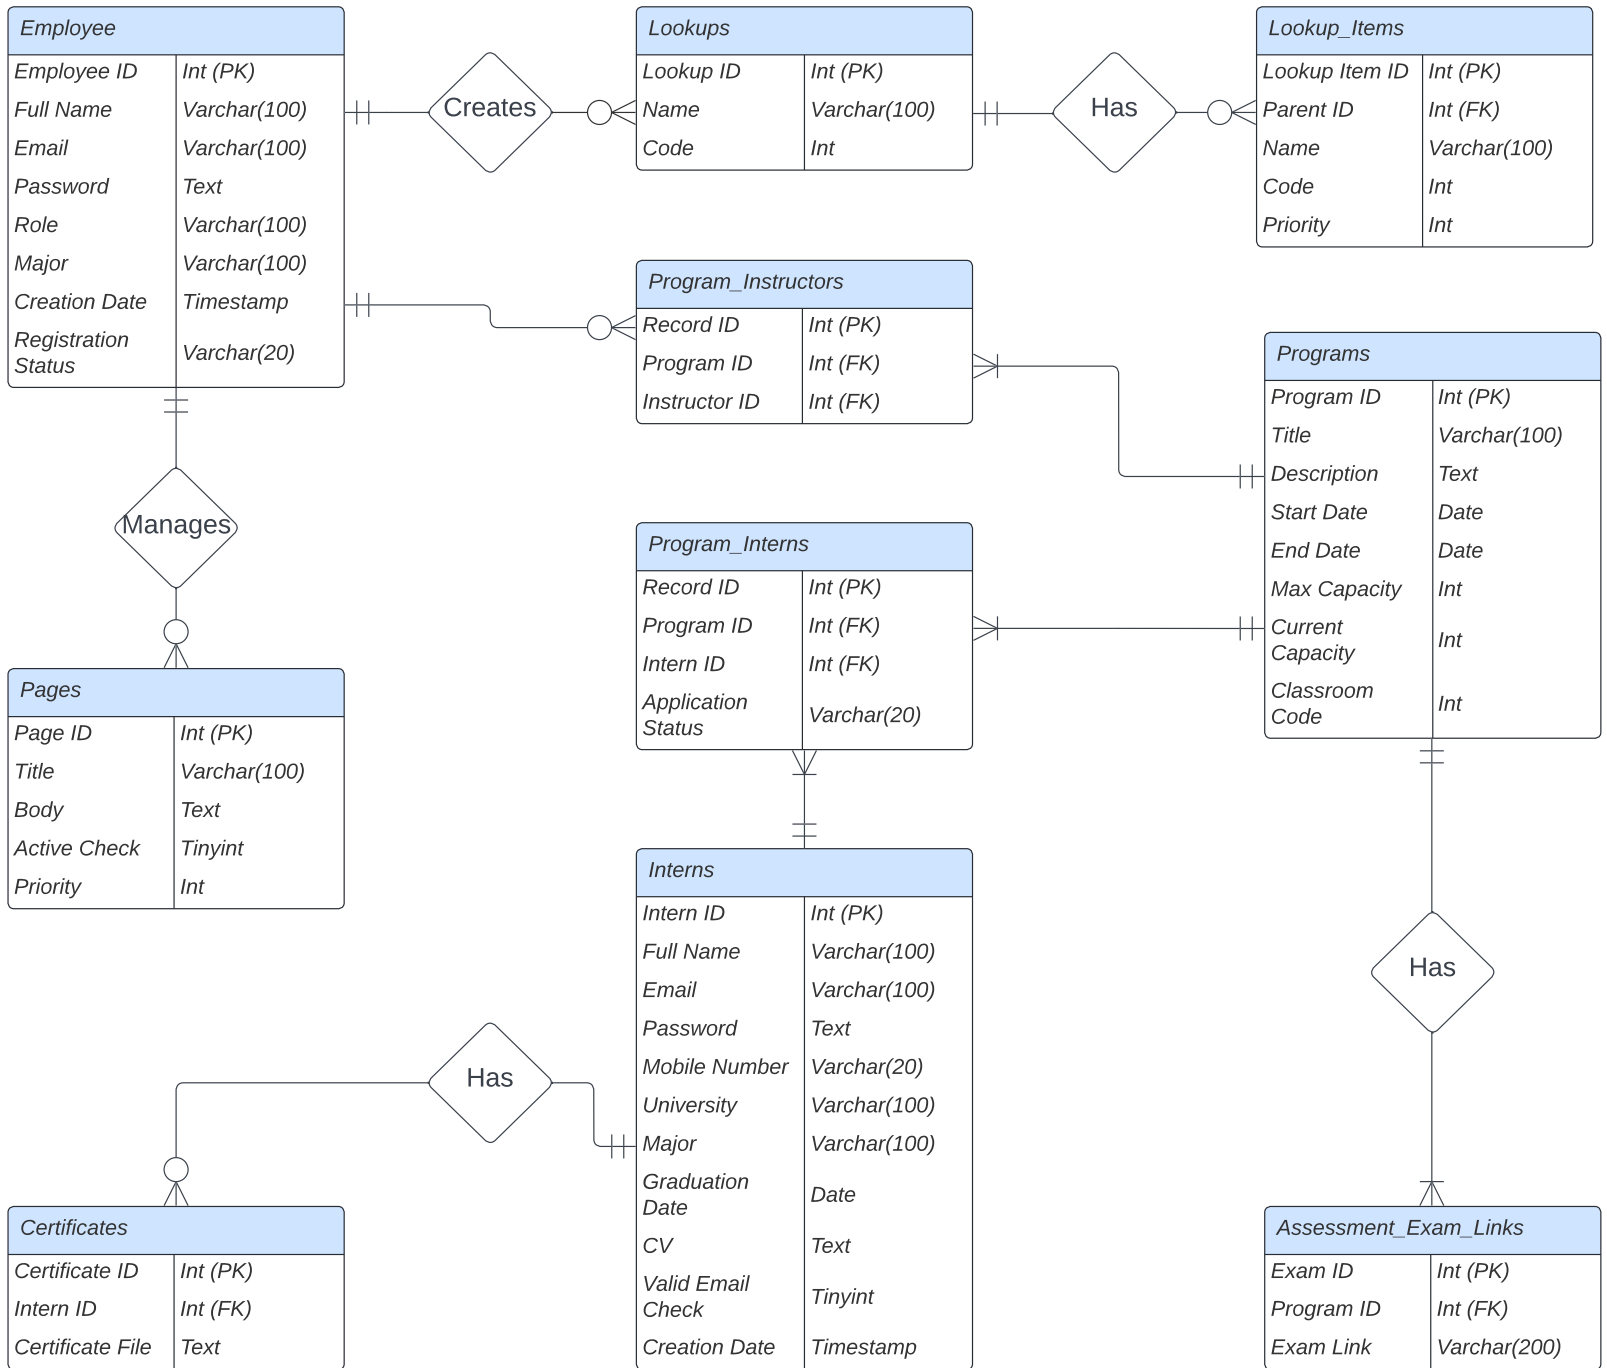 Employee
Employee ID Int (PK)
Full Name Varchar(100)
Email Varchar(100)
Password Text
Role Varchar(100)
Major Varchar(100)
Creation Date Timestamp
Registration
Status Varchar(20)
Creates
Lookups
Lookup ID Int (PK)
Name Varchar(100)
Code Int
Has
Lookup_Items
Lookup Item ID Int (PK)
Parent ID Int (FK)
Name Varchar(100)
Code Int
Priority Int
Program_Instructors
Record ID Int (PK)
Program ID Int (FK)
Instructor ID Int (FK)
Programs
Program ID Int (PK)
Title Varchar(100)
Description Text
Start Date Date
End Date Date
Max Capacity Int
Current
Capacity Int
Classroom
Code Int
Manages
Program_Interns
Record ID Int (PK)
Program ID Int (FK)
Intern ID Int (FK)
Application
Status Varchar(20)
Pages
Page ID Int (PK)
Title Varchar(100)
Body Text
Active Check Tinyint
Priority Int
Interns
Intern ID Int (PK)
Full Name Varchar(100)
Email Varchar(100)
Password Text
Mobile Number Varchar(20)
University Varchar(100)
Major Varchar(100)
Graduation
Date Date
CV Text
Valid Email
Check Tinyint
Creation Date Timestamp
Has
Has
Certificates
Certificate ID Int (PK)
Intern ID Int (FK)
Certificate File Text
Assessment_Exam_Links
Exam ID Int (PK)
Program ID Int (FK)
Exam Link Varchar(200)